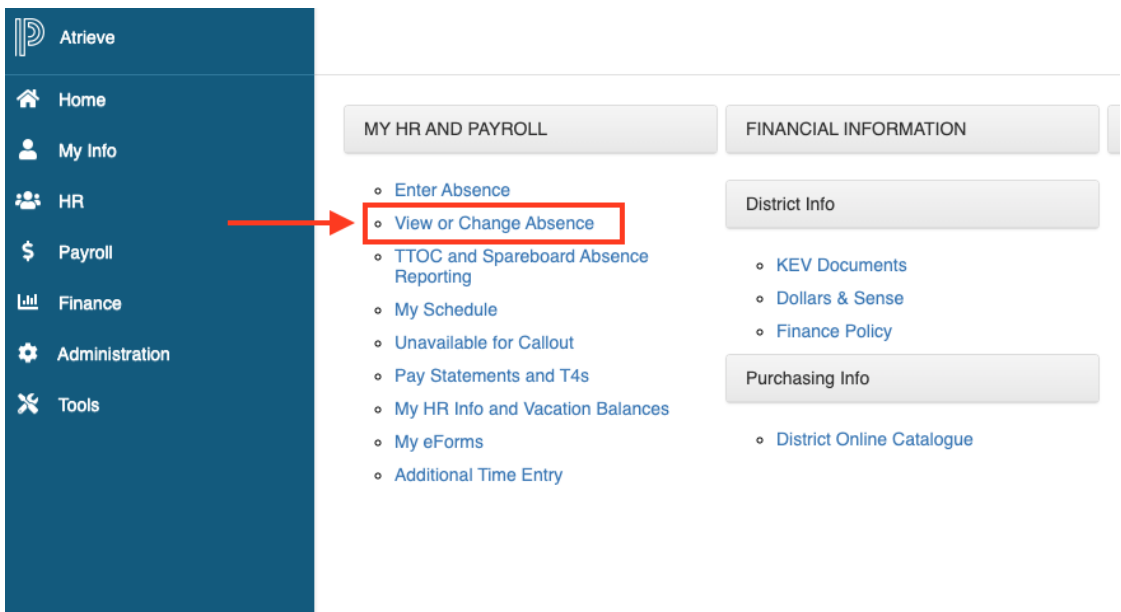 Atrieve
Home
My Info
HR
Payroll
Finance
Administration
Tools
MY HR AND PAYROLL
Enter Absence
View or Change Absence
TTOC and Spareboard Absence
Reporting
My Schedule
Unavailable for Callout
Pay Statements and T4s
My HR Info and Vacation Balances
My eForms
Additional Time Entry
FINANCIAL INFORMATION
District Info
KEV Documents
Dollars & Sense
Finance Policy
Purchasing Info
District Online Catalogue